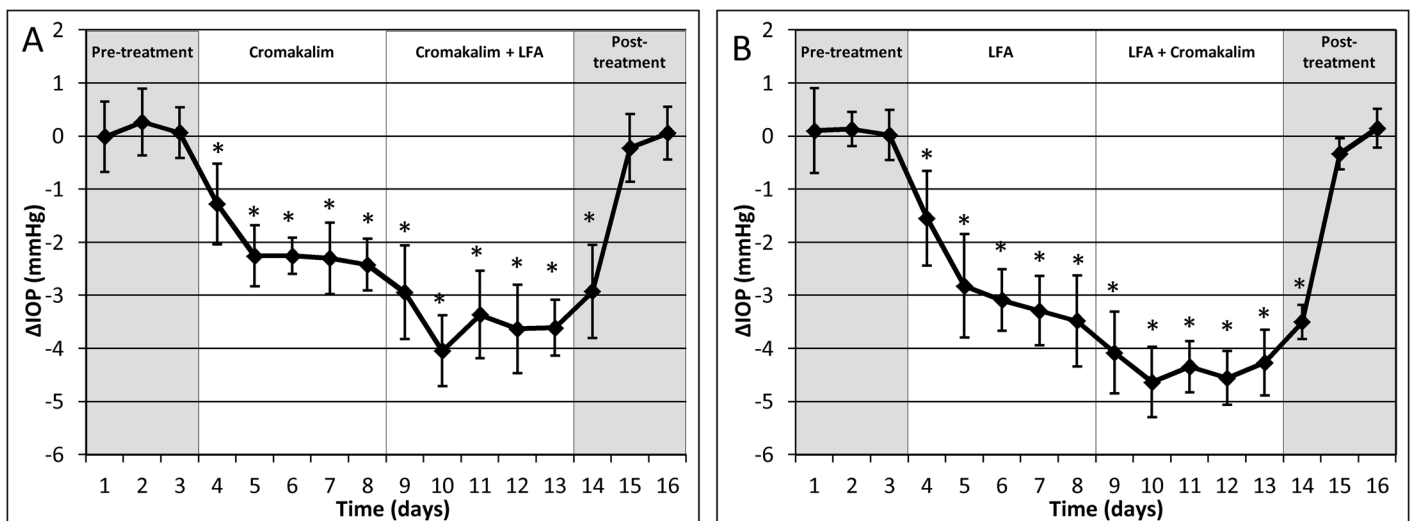 A
Pre-treatment
Cromakalim
Cromakalim + LFA
Post-
treatment
2
1
0
-1
-2
-3
-4
-5
-6
ΔIOP (mmHg)
* * * * * * * * * * *
1 2 3 4 5 6 7 8 9 10 11 12 13 14 15 16
Time (days)
B
Pre-treatment
LFA
LFA + Cromakalim
Post-
treatment
2
1
0
-1
-2
-3
-4
-5
-6
ΔIOP (mmHg)
* * * * * * * * * * *
1 2 3 4 5 6 7 8 9 10 11 12 13 14 15 16
Time (days)